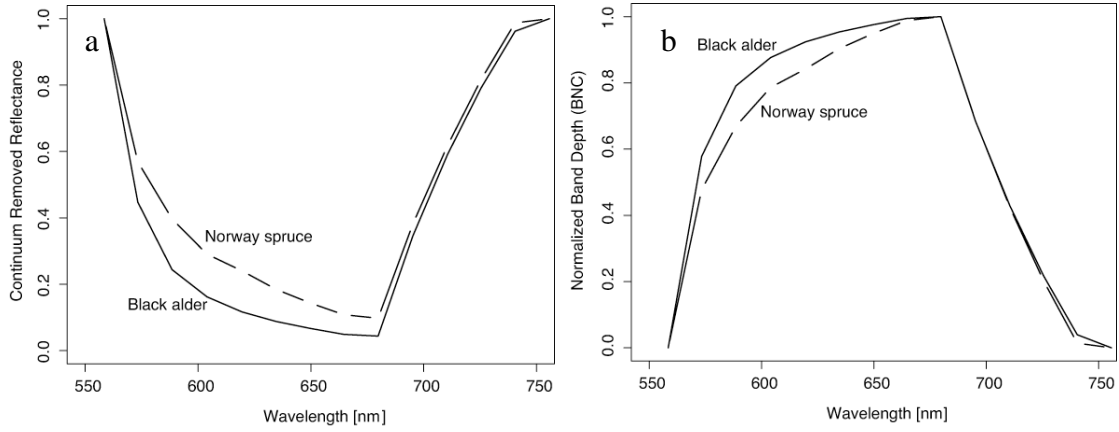 a
Continuum Removed Reflectance
0.0 0.2 0.4 0.6 0.8 1.0
Norway spruce
Black alder
550 600 650 700 750
Wavelength [nm]
b
Normalized Band Depth (BNC)
0.0 0.2 0.4 0.6 0.8 1.0
Black alder
Norway spruce
550 600 650 700 750
Wavelength [nm]